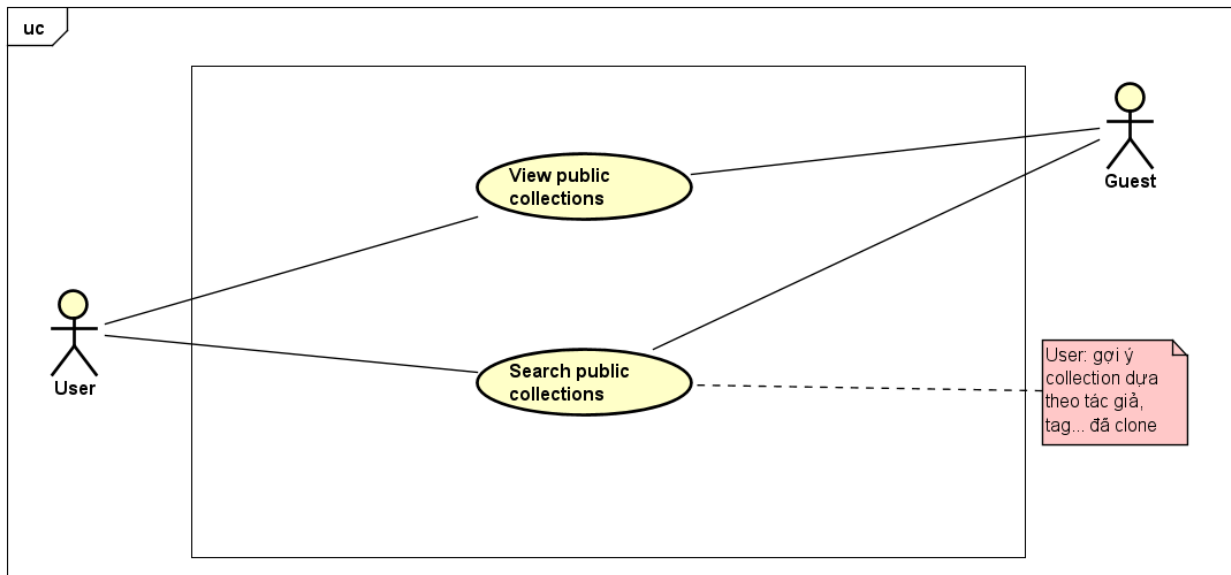 uc
View public
collections
Guest
User
Search public
collections
User: gợi ý
collection dựa
theo tác giả,
tag... đã clone